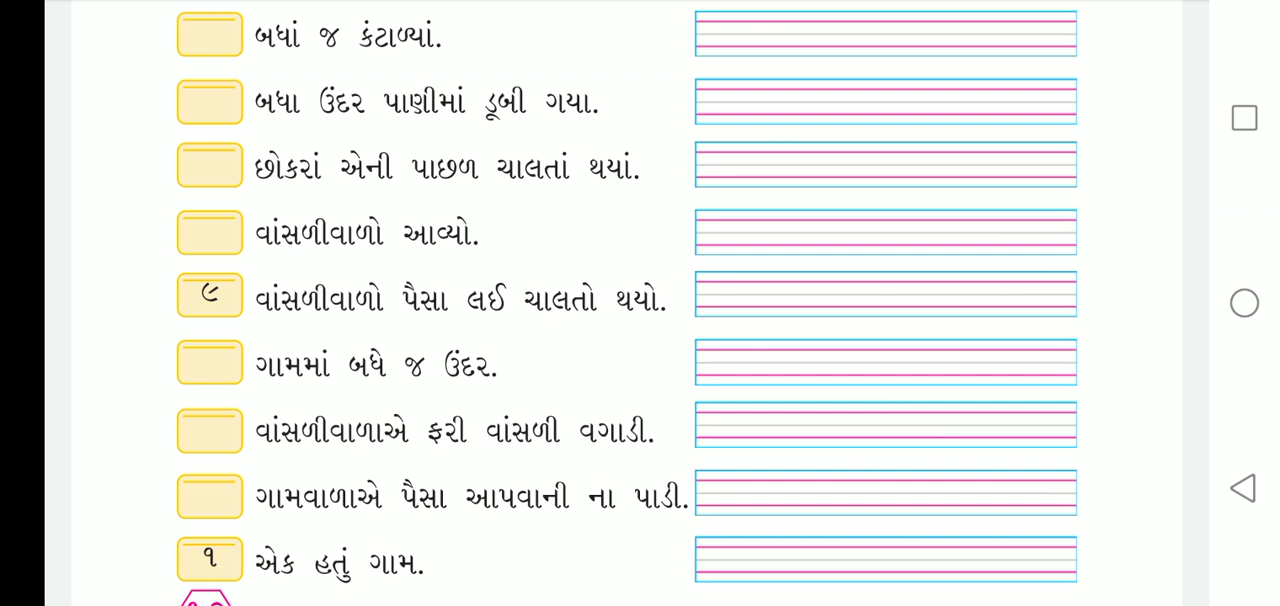 બધાં જ કંટાળ્યાં.
બધા ઉંદર પાણીમાં ડૂબી ગયા.
છોકરાં એની પાછળ ચાલતાં થયાં.
વાંસળીવાળો આવ્યો.
૯ વાંસળીવાળો પૈસા લઈ ચાલતો થયો.
ગામમાં બધે જ ઉંદર.
વાંસળીવાળાએ ફરી વાંસળી વગાડી.
ગામવાળાએ પૈસા આપવાની ના પાડી.
૧ એક હતું ગામ.